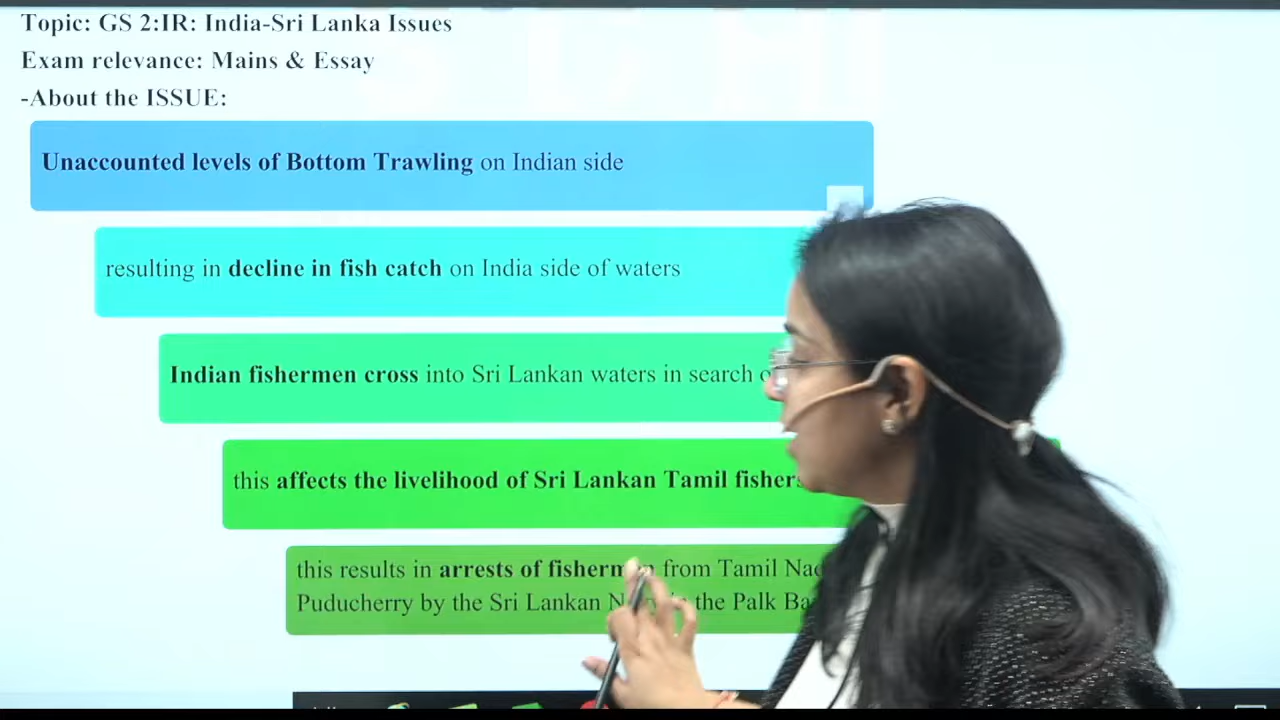 Topic: GS 2:IR: India-Sri Lanka Issues
Exam relevance: Mains & Essay
-About the ISSUE:
Unaccounted levels of Bottom Trawling on Indian side
resulting in decline in fish catch on India side of waters
Indian fishermen cross into Sri Lankan waters in search
this affects the livelihood of Sri Lankan Tamil
this results in arrests of from Tamil
Puducherry by the Sri Lankan the Palk